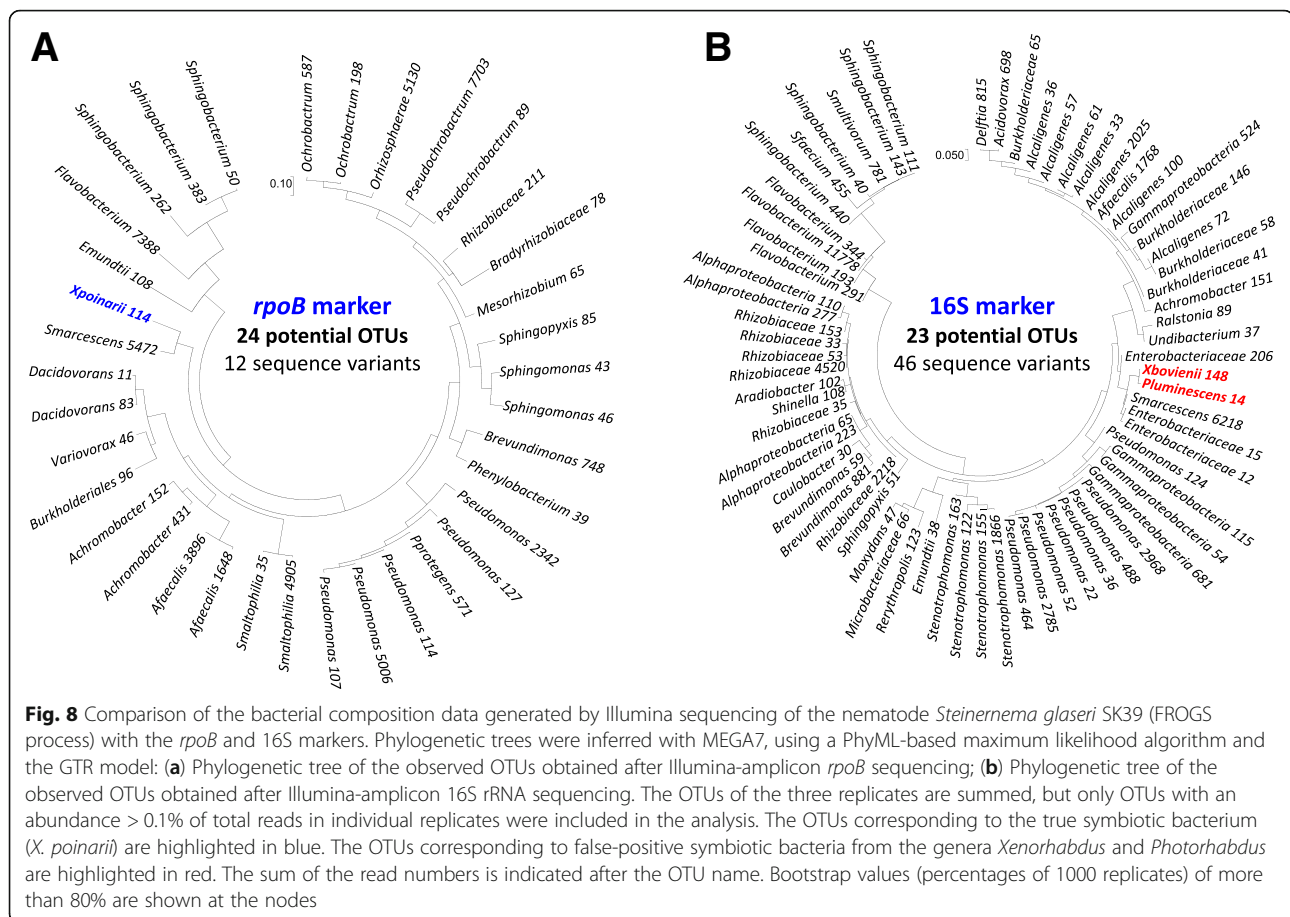 A
Ochrobactrum 587
Ochrobactrum 198
Orhizosphaerae 5130
Pseudochrobactrum 7703
Pseudochrobactrum 89
Rhizobiaceae 211
Bradyrhizobiaceae 78
Mesorhizobium 65
Sphingopyxis 85
Sphingomonas 43
Sphingomonas 46
Brevundimonas 748
Phenylobacterium 39
Pseudomonas 2342
Pseudomonas 127
Pprotegens 571
Pseudomonas 114
Pseudomonas 5006
Pseudomonas 107
Smaltophilia 4905
Smaltophilia 35
Afaecalis 1648
Afaecalis 3896
Achromobacter 431
Achromobacter 152
Burkholderiales 96
Variovorax 46
Dacidovorans 83
Dacidovorans 11
Smarcescens 5472
Xpoinarii 114
Emundtii 108
Flavobacterium 7388
Sphingobacterium 262
Sphingobacterium 383
Sphingobacterium 50
0.10
rpoB marker
24 potential OTUs
12 sequence variants
B
Delftia 815
Acidovorax 698
Burkholderiaceae 65
Alcaligenes 36
Alcaligenes 57
Alcaligenes 61
Alcaligenes 33
Alcaligenes 2025
Afaecalis 1768
Alcaligenes 100
Gammaproteobacteria 524
Burkholderiaceae 146
Alcaligenes 72
Burkholderiaceae 58
Burkholderiaceae 41
Achromobacter 151
Ralstonia 89
Undibacterium 37
Enterobacteriaceae 206
Xbovienii 148
Pluminescens 14
Smarcescens 6218
Enterobacteriaceae 15
Enterobacteriaceae 12
Pseudomonas 124
Gammaproteobacteria 115
Gammaproteobacteria 54
Gammaproteobacteria 681
Pseudomonas 2968
Pseudomonas 488
Pseudomonas 36
Pseudomonas 22
Pseudomonas 52
Pseudomonas 2785
Pseudomonas 464
Stenotrophomonas 1866
Stenotrophomonas 155
Stenotrophomonas 122
Stenotrophomonas 163
Emundtii 38
Rerythropolis 123
Microbacteriaceae 66
Moxydans 47
Sphingopyxis 51
Rhizobiaceae 2218
Brevundimonas 881
Brevundimonas 59
Caulobacter 30
Alphaproteobacteria 223
Alphaproteobacteria 65
Rhizobiaceae 35
Shinella 108
Aradiobacter 102
Rhizobiaceae 4520
Rhizobiaceae 53
Rhizobiaceae 33
Rhizobiaceae 153
Alphaproteobacteria 277
Alphaproteobacteria 110
Flavobacterium 291
Flavobacterium 193
Flavobacterium 11778
Flavobacterium 344
Sphingobacterium 440
Sfaecium 455
Sphingobacterium 40
Smultivorum 781
Sphingobacterium 143
Sphingobacterium 111
0.050
16S marker
23 potential OTUs
46 sequence variants
Fig. 8 Comparison of the bacterial composition data generated by Illumina sequencing of the nematode Steinernema glaseri SK39 (FROGS
process) with the rpoB and 16S markers. Phylogenetic trees were inferred with MEGA7, using a PhyML-based maximum likelihood algorithm and
the GTR model: (a) Phylogenetic tree of the observed OTUs obtained after Illumina-amplicon rpoB sequencing; (b) Phylogenetic tree of the
observed OTUs obtained after Illumina-amplicon 16S rRNA sequencing. The OTUs of the three replicates are summed, but only OTUs with an
abundance > 0.1% of total reads in individual replicates were included in the analysis. The OTUs corresponding to the true symbiotic bacterium
(X. poinarii) are highlighted in blue. The OTUs corresponding to false-positive symbiotic bacteria from the genera Xenorhabdus and Photorhabdus
are highlighted in red. The sum of the read numbers is indicated after the OTU name. Bootstrap values (percentages of 1000 replicates) of more
than 80% are shown at the nodes